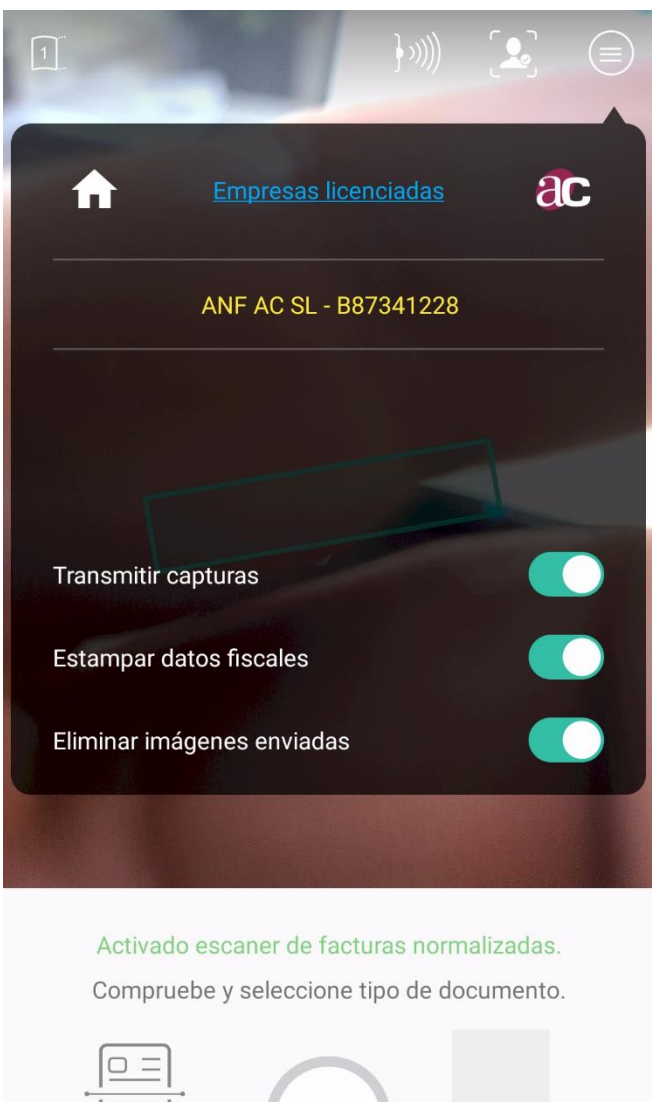 1
Empresas licenciadas
ac
ANF AC SL - B87341228
Transmitir capturas
Estampar datos fiscales
Eliminar imágenes enviadas
Activado escaner de facturas normalizadas.
Compruebe y seleccione tipo de documento.